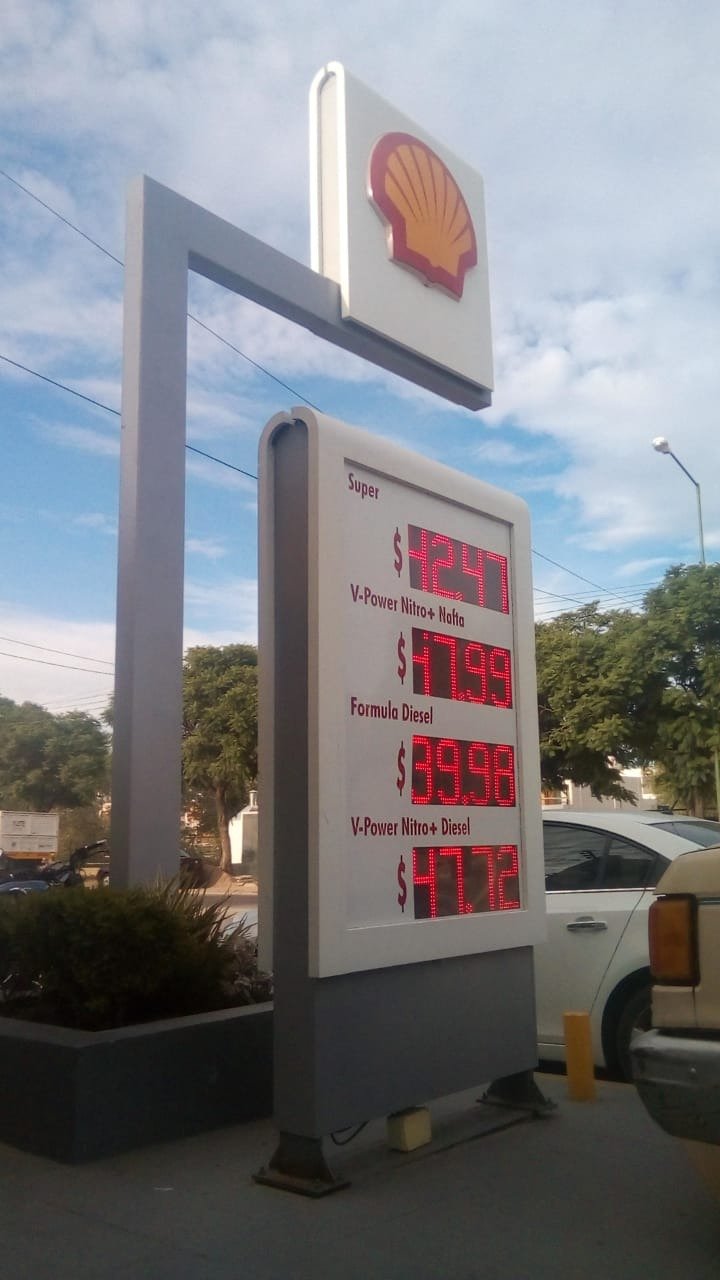 Super
$ 42.47
V-Power Nitro+ Nafta
$ 47.99
Formula Diesel
$ 39.98
V-Power Nitro+ Diesel
$ 47.72